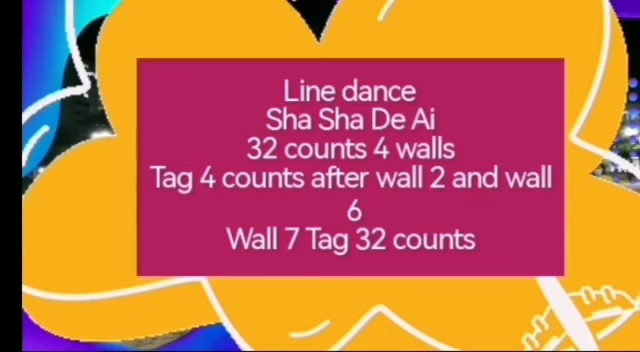 Line dance
Sha Sha De Ai
32 counts 4 walls
Tag 4 counts after wall 2 and wall
6
Wall 7 Tag 32 counts